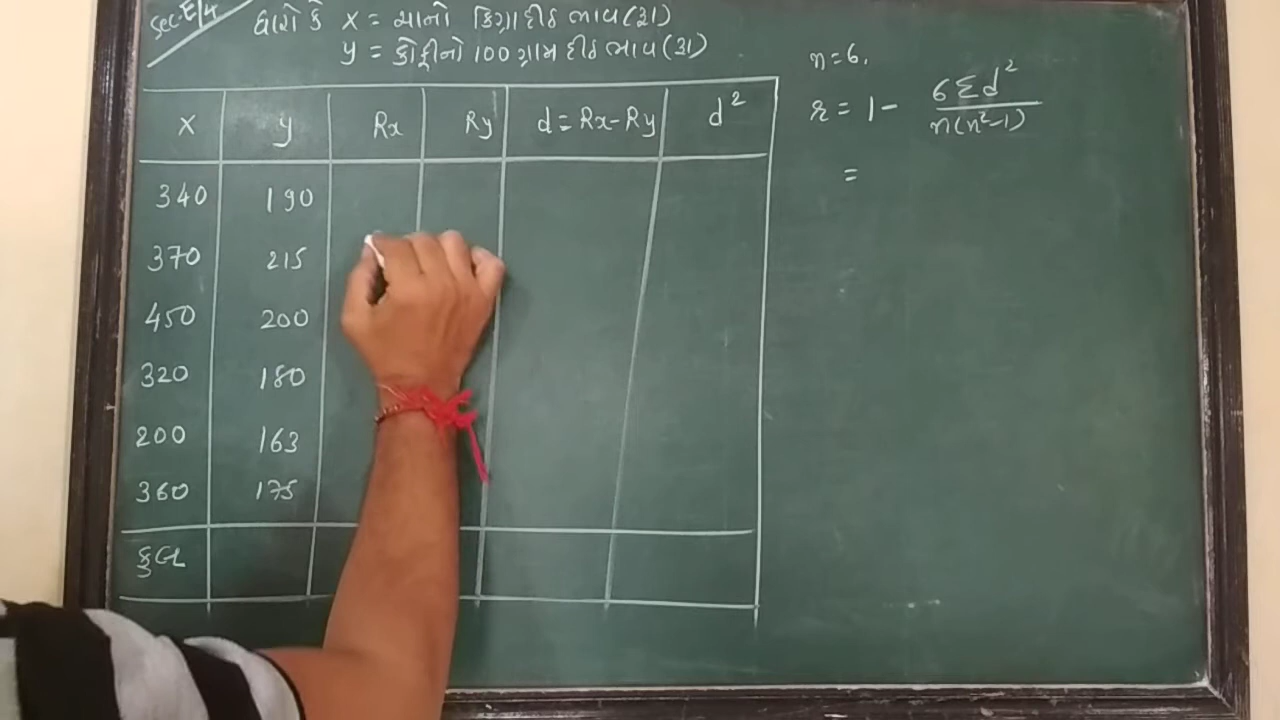 Sec-E/4
ધારો કે x = ચાનો કિગ્રા દીઠ ભાવ (રૂા)
y = કોફીનો 100 ગ્રામ દીઠ ભાવ (રૂા)
n = 6.
r = 1 - 6Σd² / n(n²-1)
=
x y Rx Ry d = Rx - Ry d²
340 190
370 215
450 200
320 180
200 163
360 175
કુલ